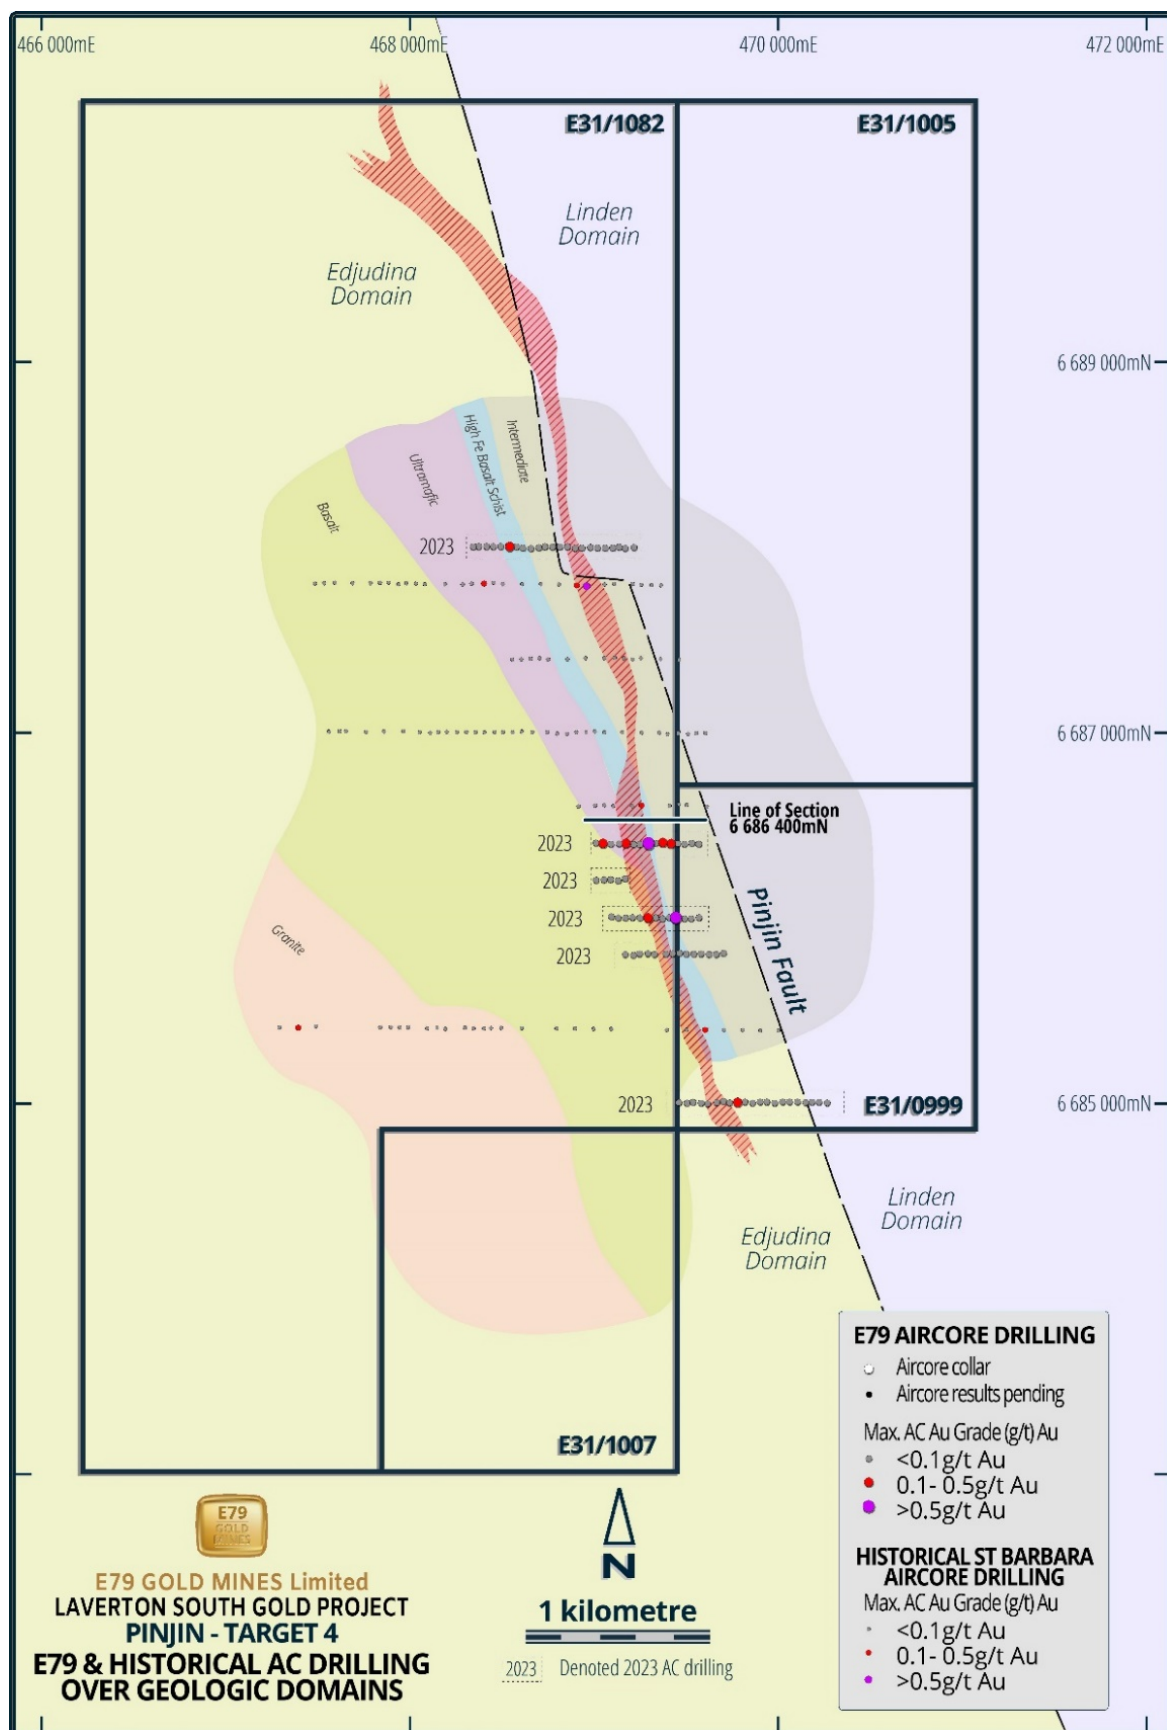 466 000mE
468 000mE
470 000mE
472 000mE
E31/1082
E31/1005
Linden
Domain
Edjudina
Domain
6 689 000mN
High Fe Basalt Schist
Intermediate
Ultramafic
Basalt
2023
6 687 000mN
Line of Section
6 686 400mN
2023
2023
Pinjin Fault
2023
Granite
2023
2023
E31/0999
6 685 000mN
Linden
Domain
Edjudina
Domain
E31/1007
E79 AIRCORE DRILLING
Aircore collar
Aircore results pending
Max. AC Au Grade (g/t) Au
<0.1g/t Au
0.1- 0.5g/t Au
>0.5g/t Au
HISTORICAL ST BARBARA
AIRCORE DRILLING
Max. AC Au Grade (g/t) Au
<0.1g/t Au
0.1- 0.5g/t Au
>0.5g/t Au
E79
GOLD
MINES
E79 GOLD MINES Limited
LAVERTON SOUTH GOLD PROJECT
PINJIN - TARGET 4
E79 & HISTORICAL AC DRILLING
OVER GEOLOGIC DOMAINS
N
1 kilometre
2023 Denoted 2023 AC drilling